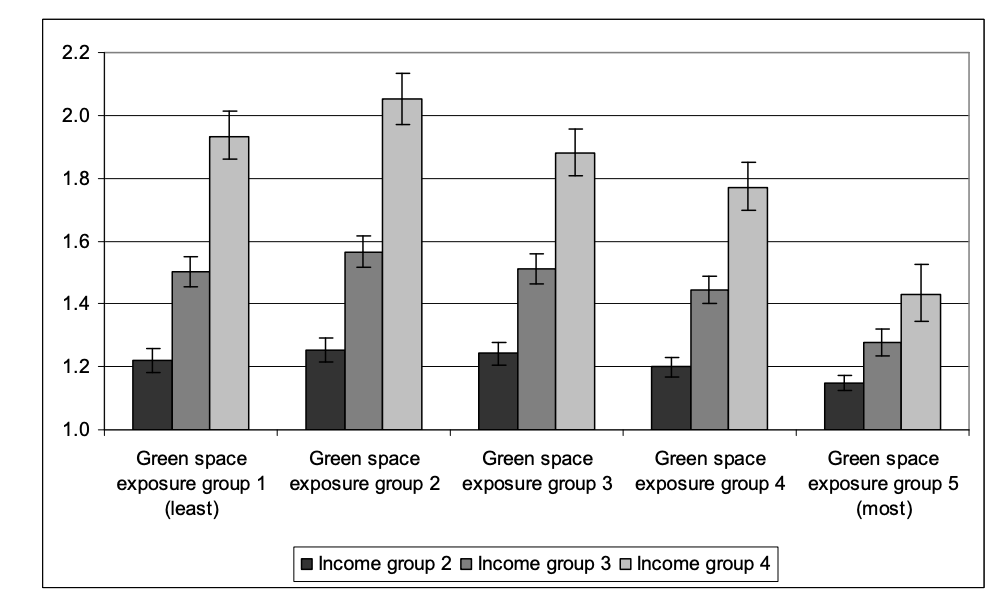 2.2
2.0
1.8
1.6
1.4
1.2
1.0
Green space
exposure group 1
(least)
Green space
exposure group 2
Green space
exposure group 3
Green space
exposure group 4
Green space
exposure group 5
(most)
Income group 2
Income group 3
Income group 4